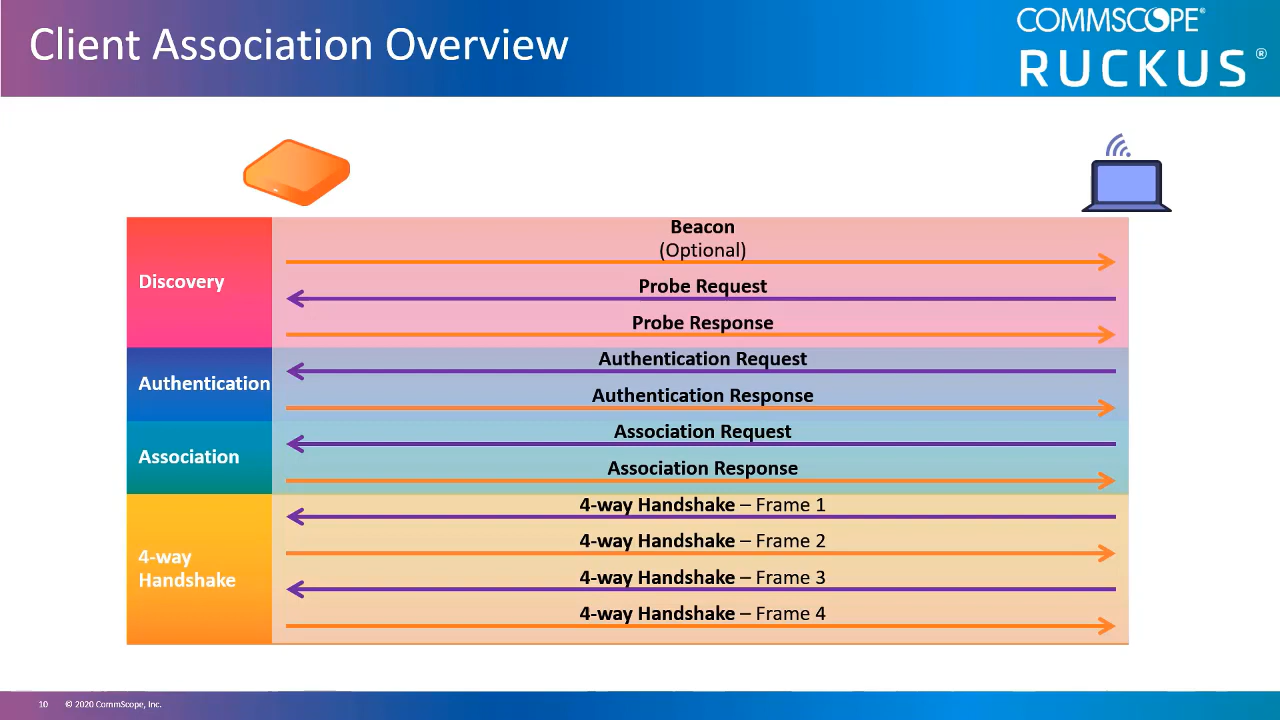 Client Association Overview
COMMSCOPE®
RUCKUS®
Discovery
Beacon
(Optional)
Probe Request
Probe Response
Authentication
Authentication Request
Authentication Response
Association
Association Request
Association Response
4-way
Handshake
4-way Handshake – Frame 1
4-way Handshake – Frame 2
4-way Handshake – Frame 3
4-way Handshake – Frame 4
10 © 2020 CommScope, Inc.